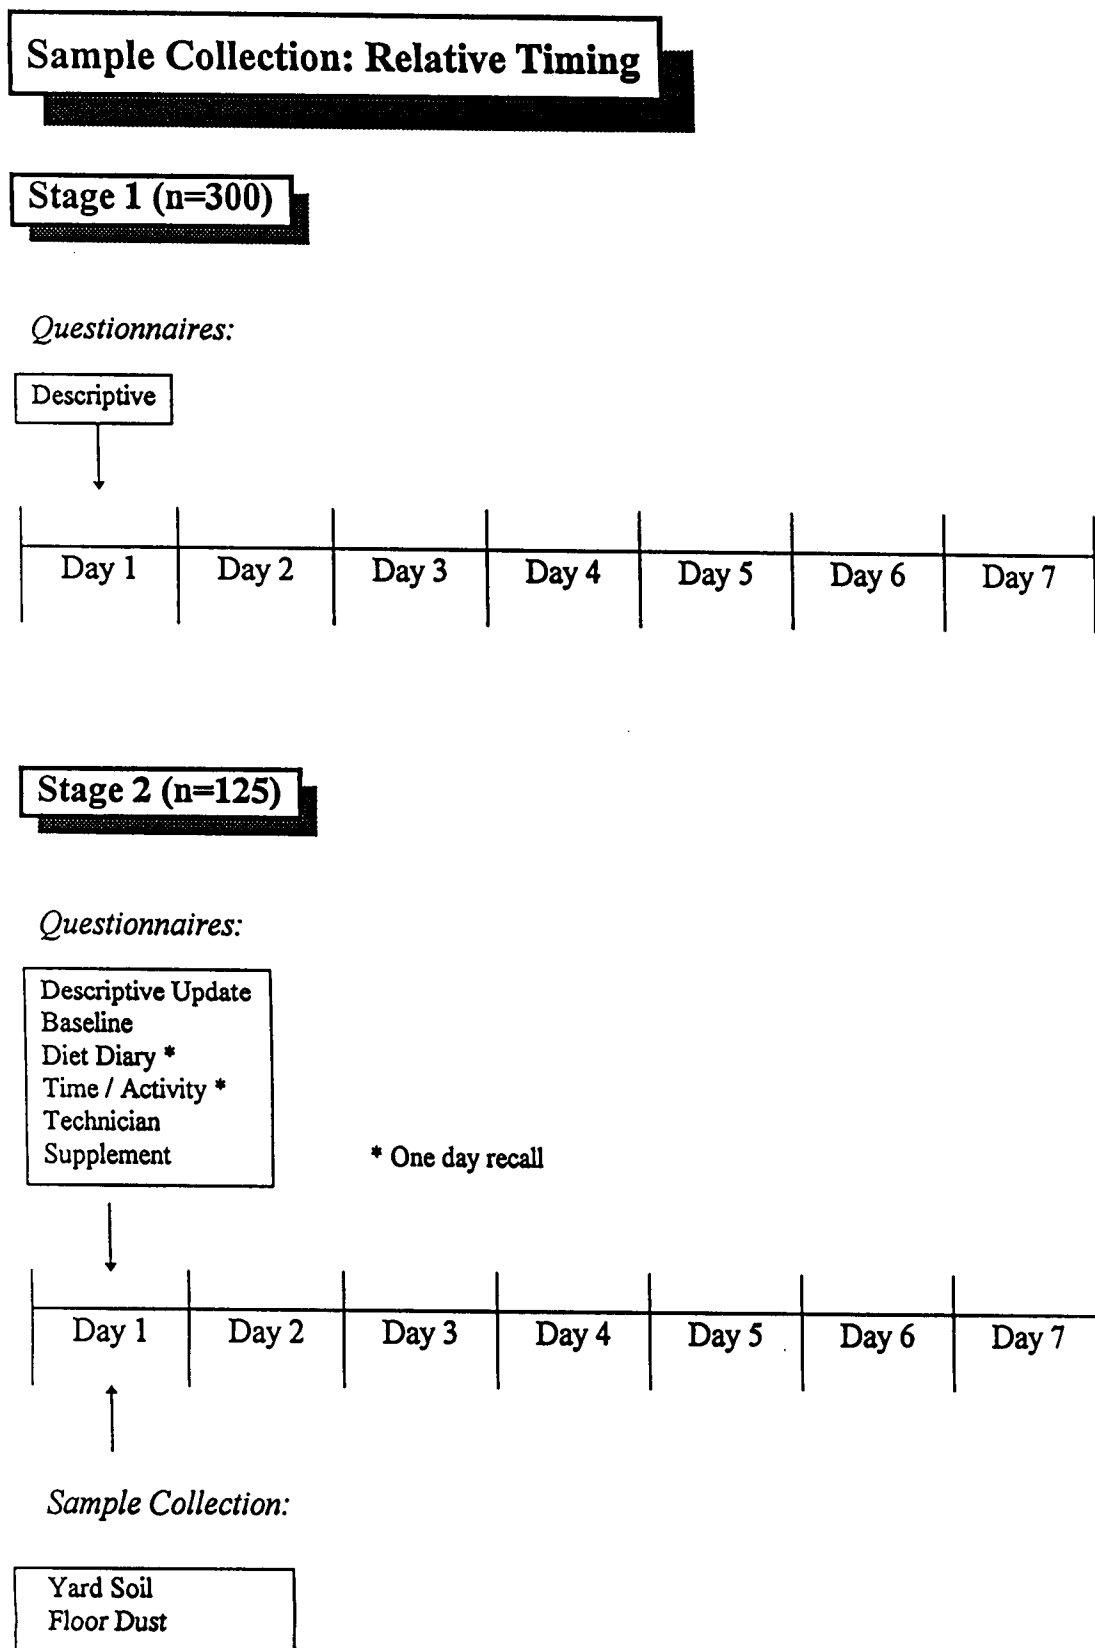 Sample Collection: Relative Timing
Stage 1 (n=300)
Questionnaires:
Descriptive
Day 1 Day 2 Day 3 Day 4 Day 5 Day 6 Day 7
Stage 2 (n=125)
Questionnaires:
Descriptive Update
Baseline
Diet Diary *
Time / Activity *
Technician
Supplement
* One day recall
Day 1 Day 2 Day 3 Day 4 Day 5 Day 6 Day 7
Sample Collection:
Yard Soil
Floor Dust